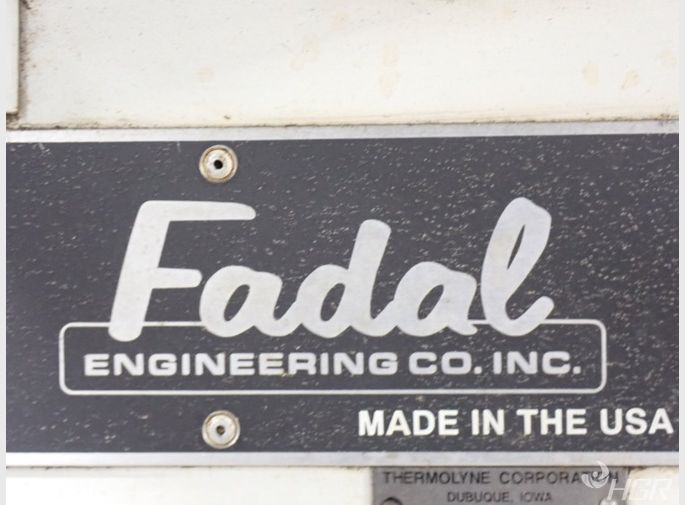 Fadal
ENGINEERING CO. INC.
MADE IN THE USA
THERMOLYNE CORPORATION
DUBUQUE, IOWA
HGR